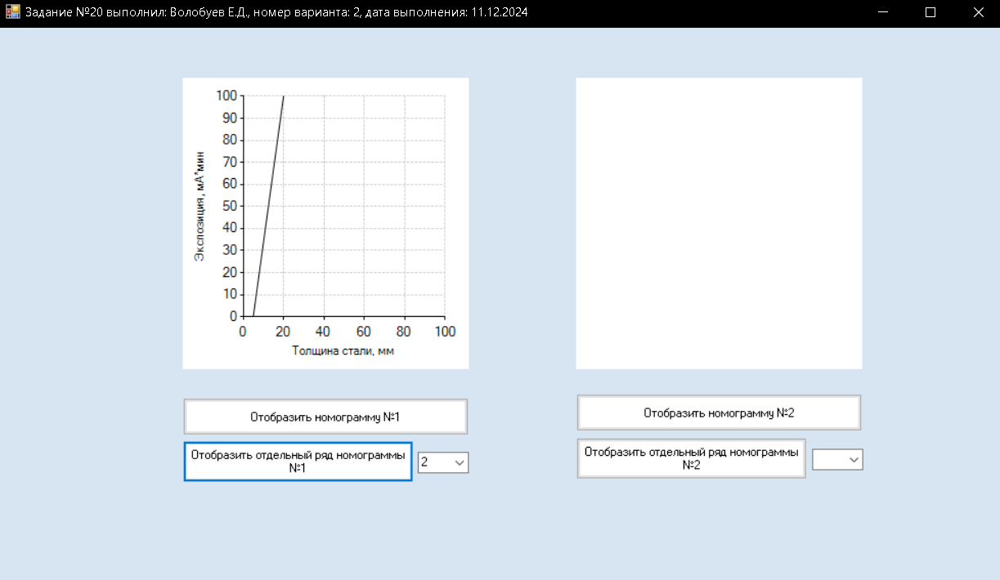 Задание №20 выполнил: Волобуев Е.Д., номер варианта: 2, дата выполнения: 11.12.2024
100
90
80
70
60
50
40
30
20
10
0
Экспозиция, мА*мин
0 20 40 60 80 100
Толщина стали, мм
Отобразить номограмму №1
Отобразить отдельный ряд номограммы
№1
2
Отобразить номограмму №2
Отобразить отдельный ряд номограммы
№2